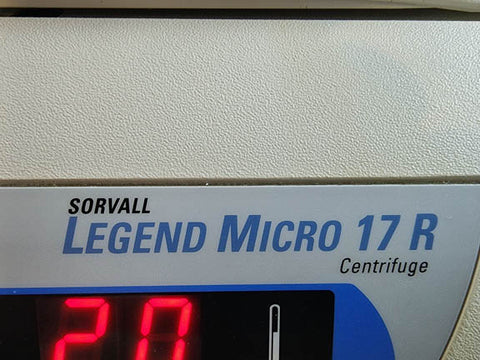 SORVALL
LEGEND MICRO 17 R
Centrifuge
20